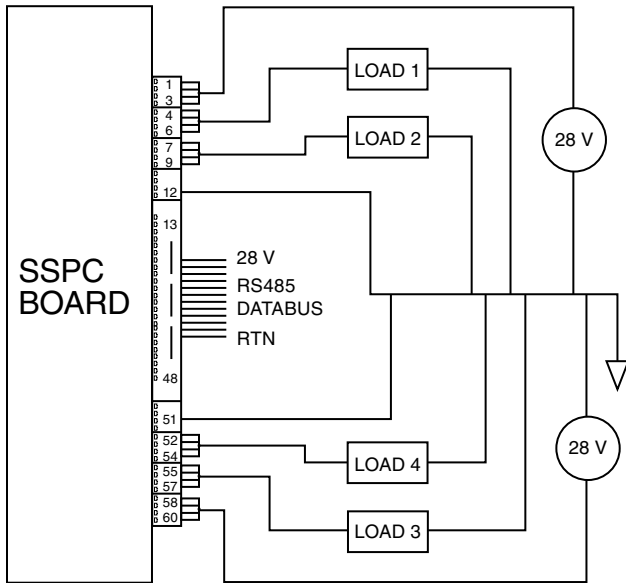 SSPC
BOARD
1
3
4
6
7
9
12
13
48
51
52
54
55
57
58
60
LOAD 1
LOAD 2
28 V
28 V
RS485
DATABUS
RTN
LOAD 4
LOAD 3
28 V